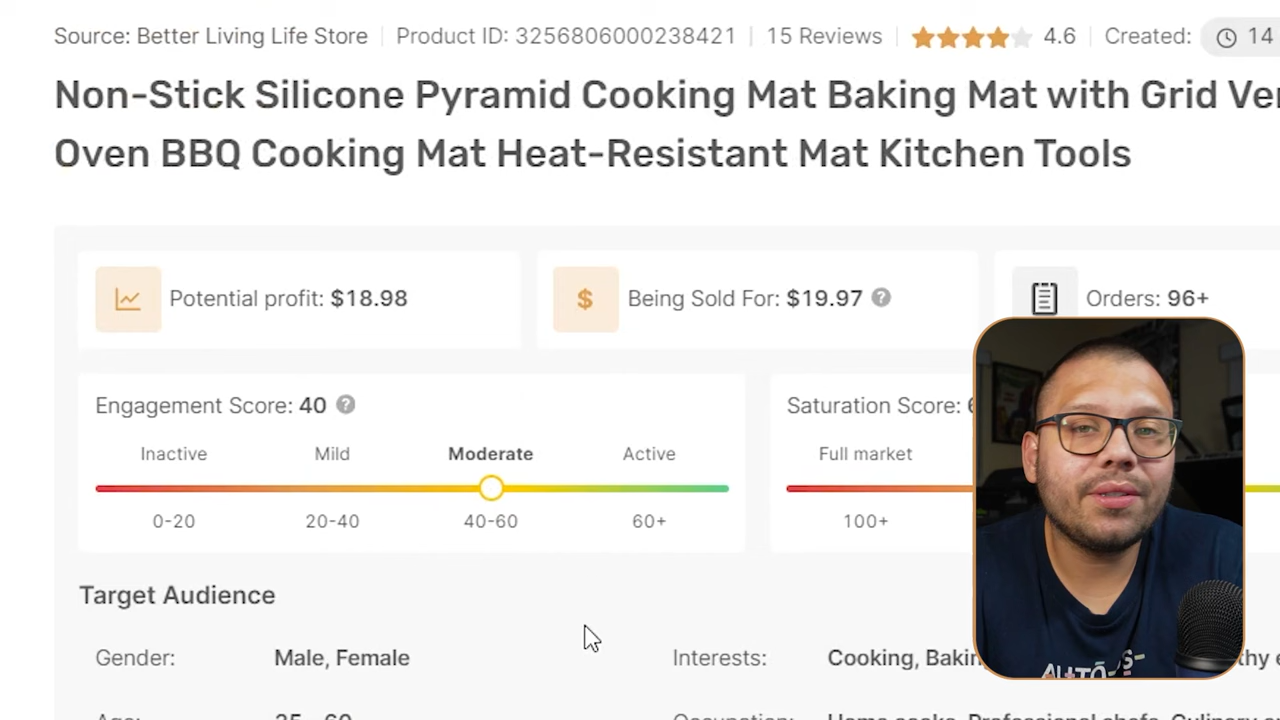 Source: Better Living Life Store Product ID: 3256806000238421 15 Reviews 4.6 Created: 14
Non-Stick Silicone Pyramid Cooking Mat Baking Mat with Grid
Oven BBQ Cooking Mat Heat-Resistant Mat Kitchen Tools
Potential profit: $18.98 $ Being Sold For: $19.97 ? Orders: 96+
Engagement Score: 40 ? Saturation Score:
Inactive Mild Moderate Active Full market
0-20 20-40 40-60 60+ 100+
Target Audience
Gender: Male, Female Interests: Cooking,